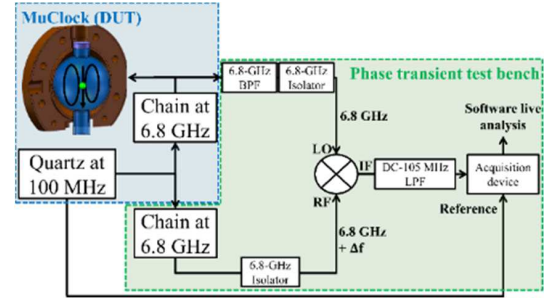 MuClock (DUT)
Phase transient test bench
6.8-GHz
BPF
6.8-GHz
Isolator
Chain at
6.8 GHz
6.8 GHz
Software live
analysis
Quartz at
100 MHz
LO
IF
RF
DC-105 MHz
LPF
Acquisition
device
Reference
Chain at
6.8 GHz
6.8 GHz
+ Δf
6.8-GHz
Isolator